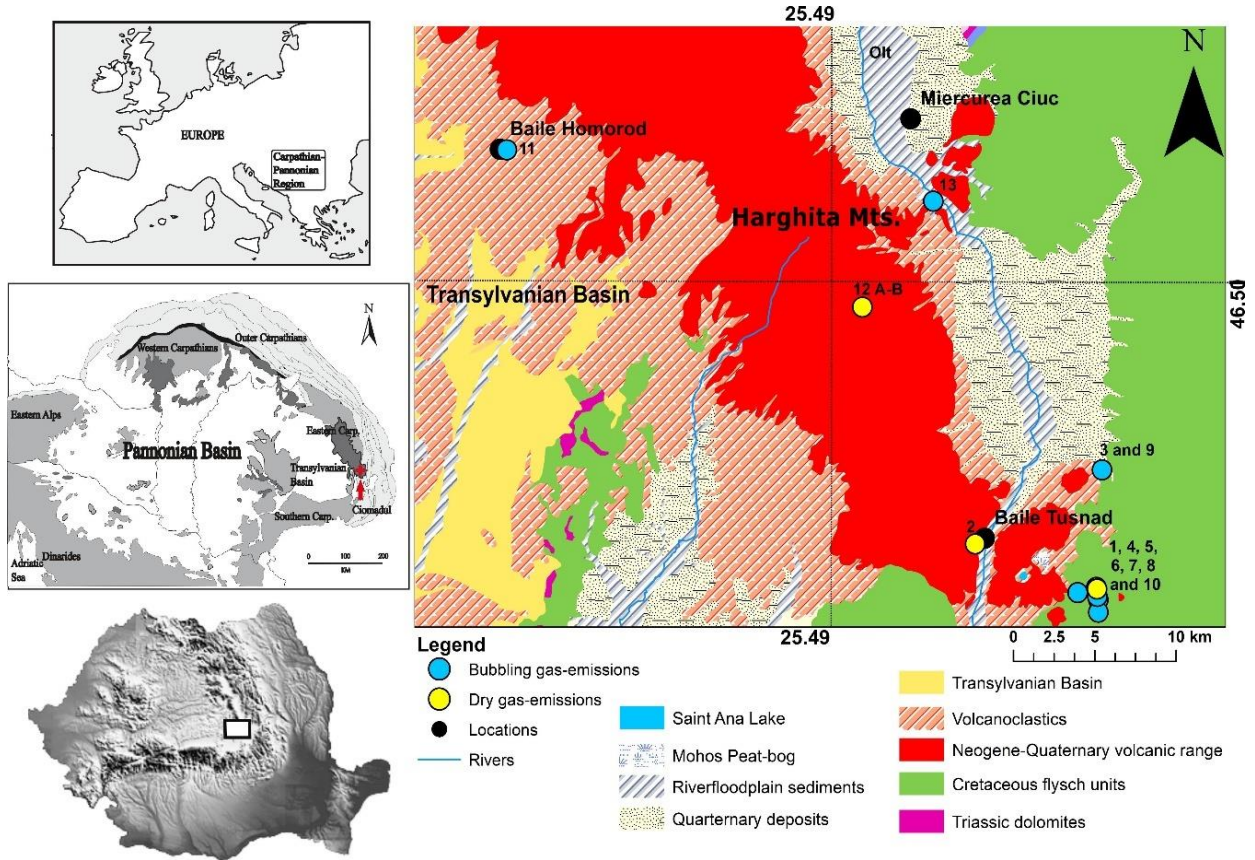 EUROPE
Carpathian-
Pannonian
Region
N
Outer Carpathians
Western Carpathians
Eastern Alps
Eastern Carp.
Pannonian Basin
Transylvanian
Basin
Southern Carp.
Ciomadul
Adriatic
Sea
Dinarides
0 100 200
KM
25.49
N
Olt
Miercurea Ciuc
Baile Homorod
11
13
Harghita Mts.
12 A-B
Transylvanian Basin
46.50
3 and 9
2
Baile Tusnad
1, 4, 5,
6, 7, 8
and 10
25.49
0 2.5 5 10 km
Legend
Bubbling gas-emissions
Dry gas-emissions
Locations
Rivers
Saint Ana Lake
Mohos Peat-bog
Riverfloodplain sediments
Quarternary deposits
Transylvanian Basin
Volcanoclastics
Neogene-Quaternary volcanic range
Cretaceous flysch units
Triassic dolomites